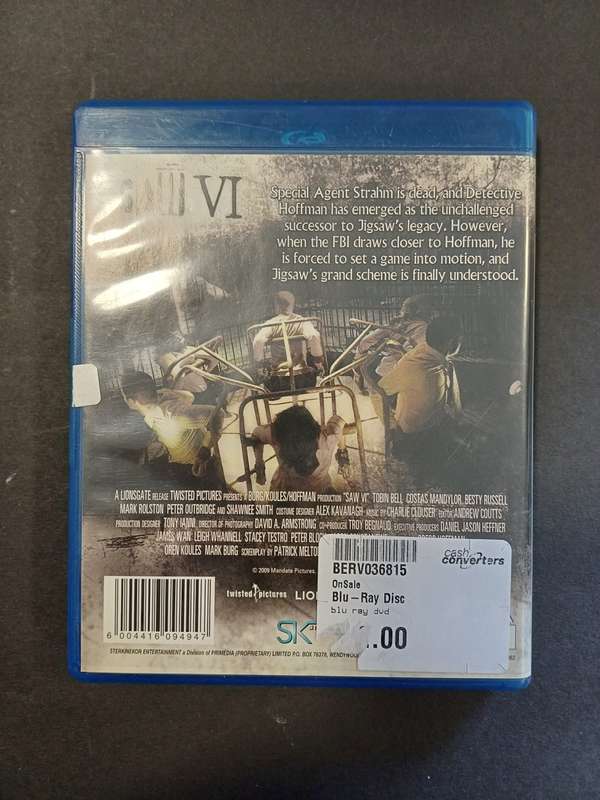 SAW VI
Special Agent Strahm is dead, and Detective
Hoffman has emerged as the unchallenged
successor to Jigsaw's legacy. However,
when the FBI draws closer to Hoffman, he
is forced to set a game into motion, and
Jigsaw's grand scheme is finally understood.
A LIONSGATE RELEASE TWISTED PICTURES PRESENTS A BURG/KOULES/HOFFMAN PRODUCTION "SAW VI" TOBIN BELL COSTAS MANDYLOR, BESTY RUSSELL
MARK ROLSTON PETER OUTBRIDGE AND SHAWNEE SMITH COSTUME DESIGNER ALEX KAVANAGH MUSIC BY CHARLIE CLOUSER EDITOR ANDREW COUTTS
PRODUCTION DESIGNER TONY IANNI DIRECTOR OF PHOTOGRAPHY DAVID A. ARMSTRONG CO-PRODUCER TROY BEGNAUD EXECUTIVE PRODUCERS DANIEL JASON HEFFNER
JAMES WAN LEIGH WHANNELL STACEY TESTRO PETER
OREN KOULES MARK BURG SCREENPLAY BY PATRICK
© 2009 Mandate Pictures.
twisted pictures
SK
6 004416 094947
STERKINEKOR ENTERTAINMENT a Division of PRIMEDIA (PROPRIETARY) LIMITED P.O. BOX 76379,
cash converters
BERV036815
OnSale
Blu-Ray Disc
blu ray dvd
.00